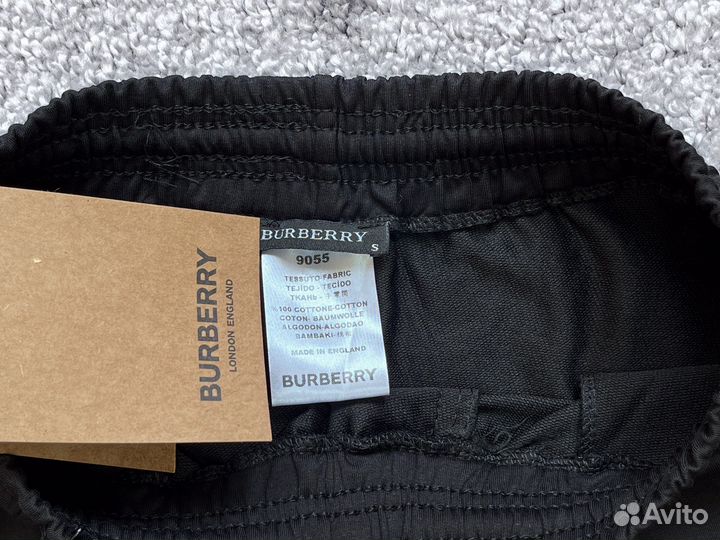 BURBERRY
LONDON ENGLAND
BURBERRY
S
9055
TESSUTO-FABRIC
TEJIDO - TECIDO
ТКАНЬ -
%100 COTTONE-COTTON
COTON- BAUMWOLLE
ALGODON-ALGODAO
BAMBAKI-
MADE IN ENGLAND
BURBERRY
Avito